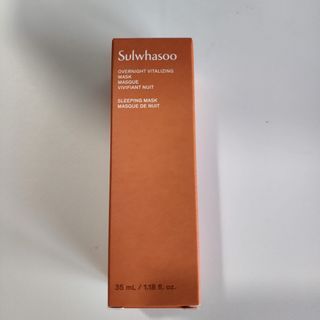 Sulwhasoo
OVERNIGHT VITALIZING
MASK
MASQUE
VIVIFIANT NUIT
SLEEPING MASK
MASQUE DE NUIT
35 mL / 1.18 fl. oz.